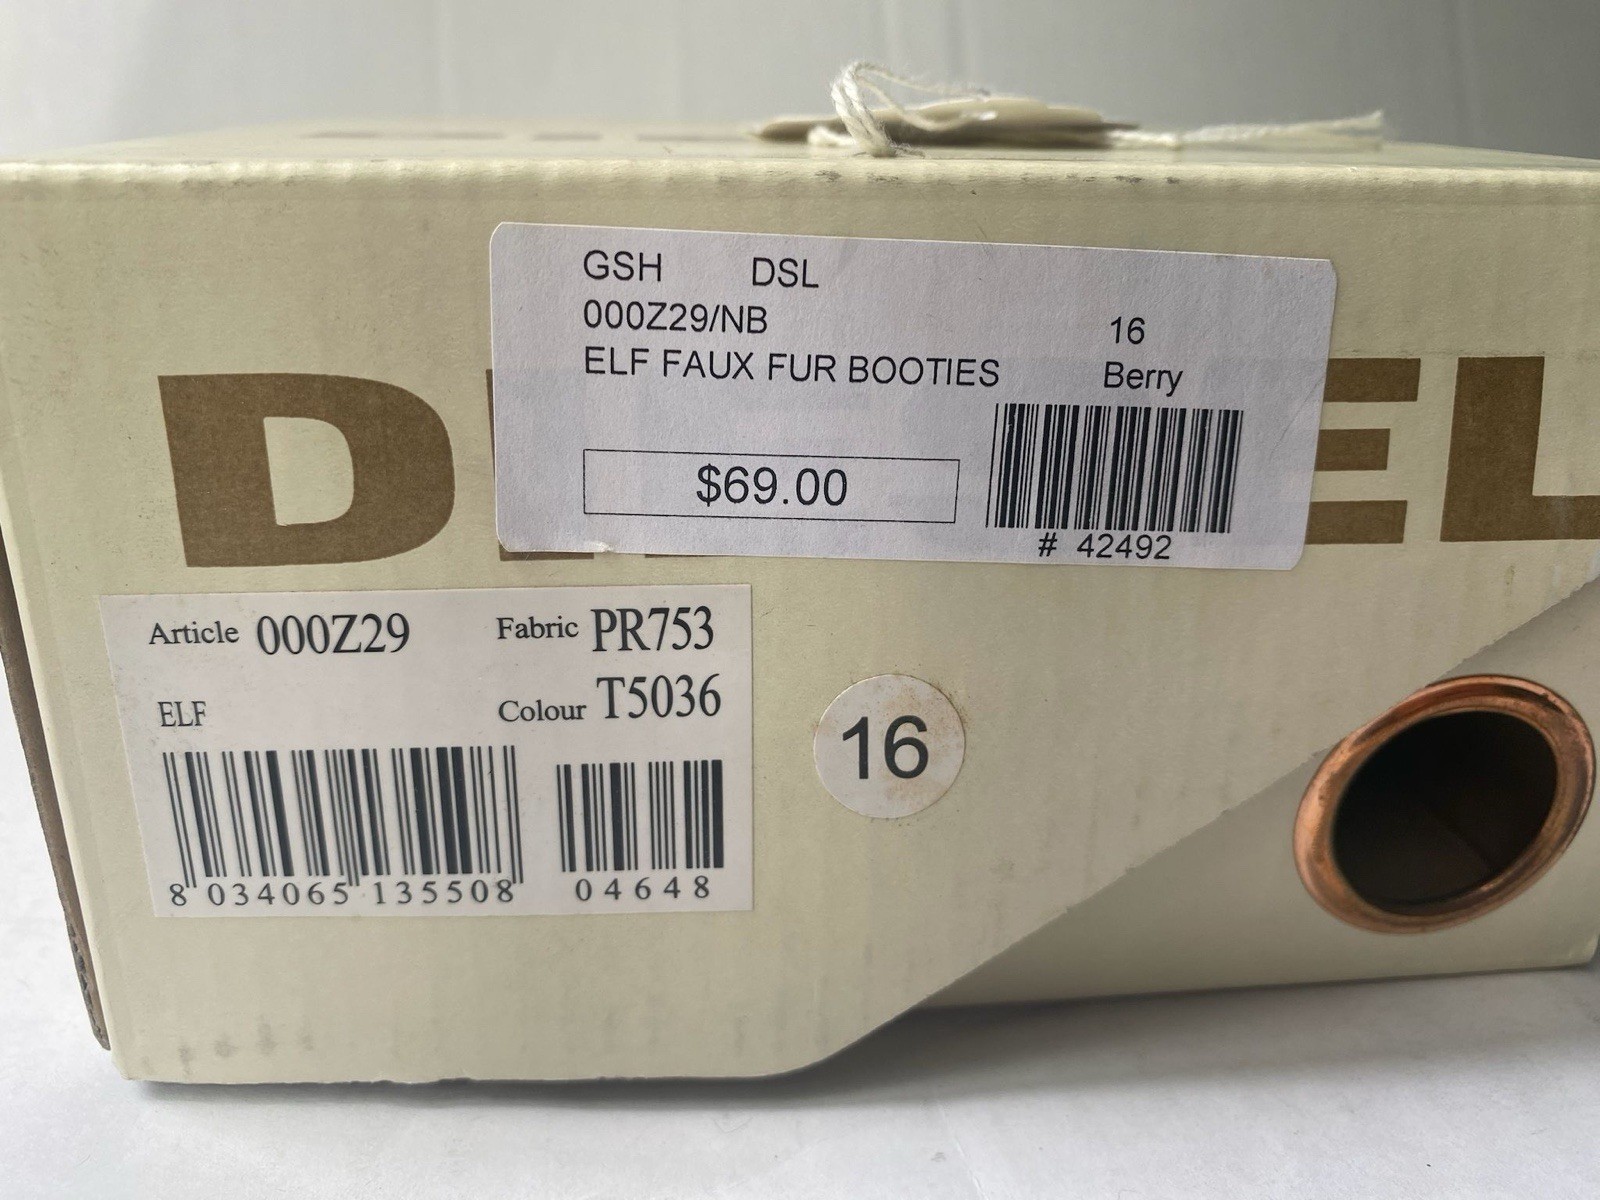 GSH DSL
000Z29/NB 16
ELF FAUX FUR BOOTIES Berry
$69.00
# 42492
Article 000Z29 Fabric PR753
ELF Colour T5036
8 034065 135508 04648
16